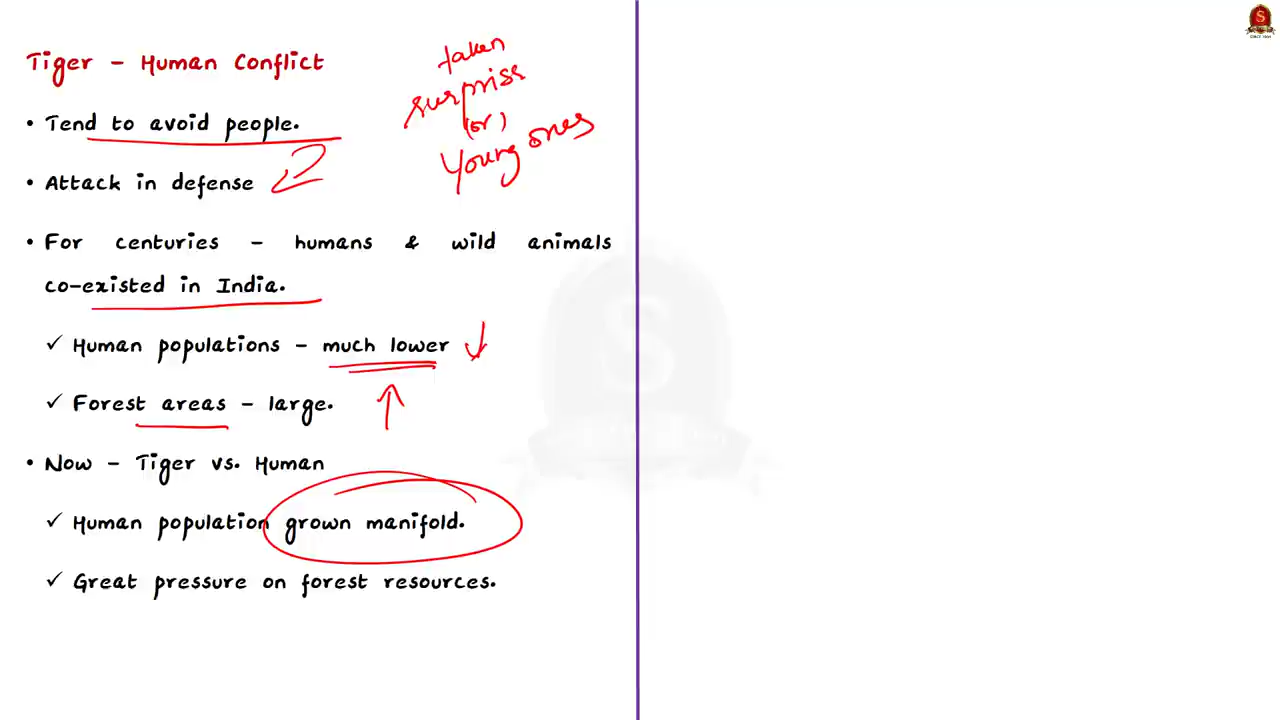 Tiger – Human Conflict
taken
surprise
(or)
Young ones
• Tend to avoid people.
• Attack in defense
• For centuries – humans & wild animals
co-existed in India.
✓ Human populations – much lower
✓ Forest areas – large.
• Now – Tiger vs. Human
✓ Human population grown manifold.
✓ Great pressure on forest resources.